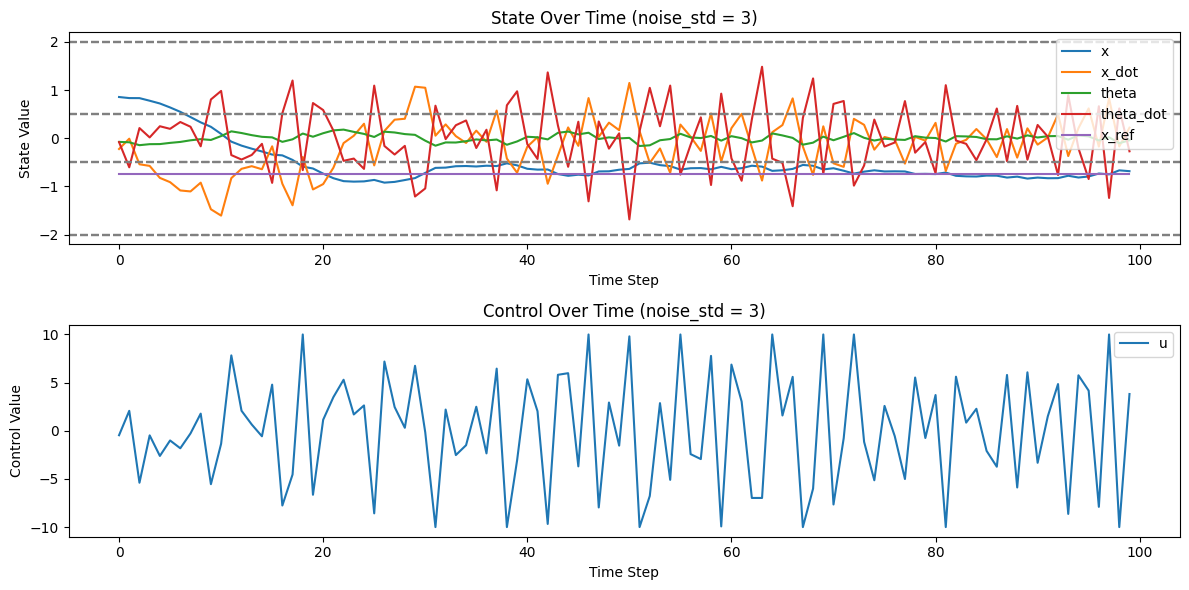 State Over Time (noise_std = 3)
State Value
2
1
0
−1
−2
x
x_dot
theta
theta_dot
x_ref
0
20
40
60
80
100
Time Step
Control Over Time (noise_std = 3)
Control Value
10
5
0
−5
−10
u
0
20
40
60
80
100
Time Step